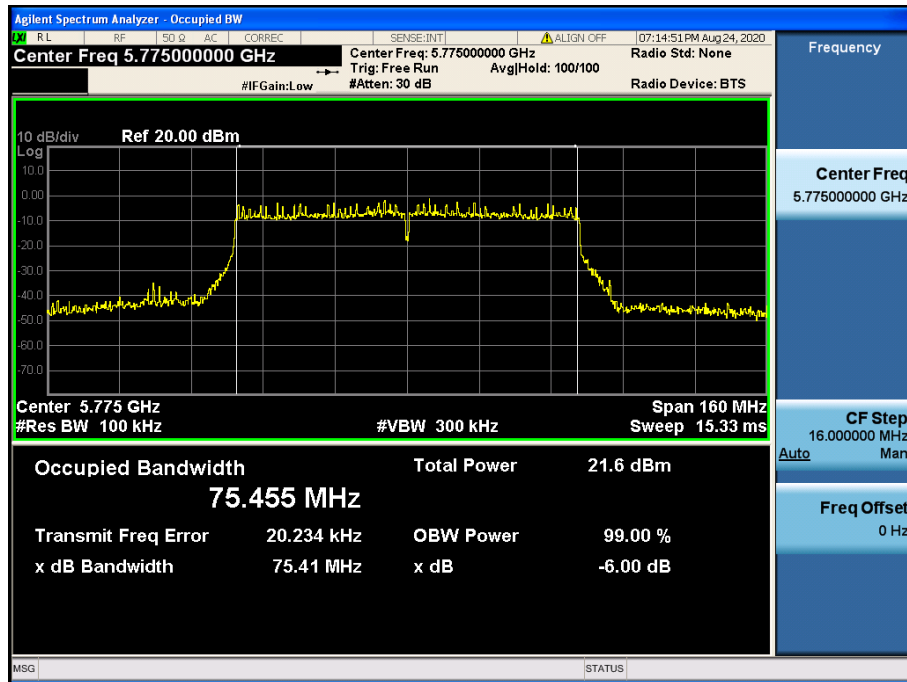 Agilent Spectrum Analyzer - Occupied BW
LXI RL RF 50 Ω AC CORREC SENSE:INT ALIGN OFF 07:14:51 PM Aug 24, 2020
Center Freq 5.775000000 GHz Center Freq: 5.775000000 GHz Radio Std: None
Trig: Free Run Avg|Hold: 100/100
#IFGain:Low #Atten: 30 dB Radio Device: BTS
10 dB/div Ref 20.00 dBm
Log
10.0
0.00
-10.0
-20.0
-30.0
-40.0
-50.0
-60.0
-70.0
Center 5.775 GHz Span 160 MHz
#Res BW 100 kHz #VBW 300 kHz Sweep 15.33 ms
Occupied Bandwidth Total Power 21.6 dBm
75.455 MHz
Transmit Freq Error 20.234 kHz OBW Power 99.00 %
x dB Bandwidth 75.41 MHz x dB -6.00 dB
MSG STATUS
Frequency
Center Freq
5.775000000 GHz
CF Step
16.000000 MHz
Auto Man
Freq Offset
0 Hz